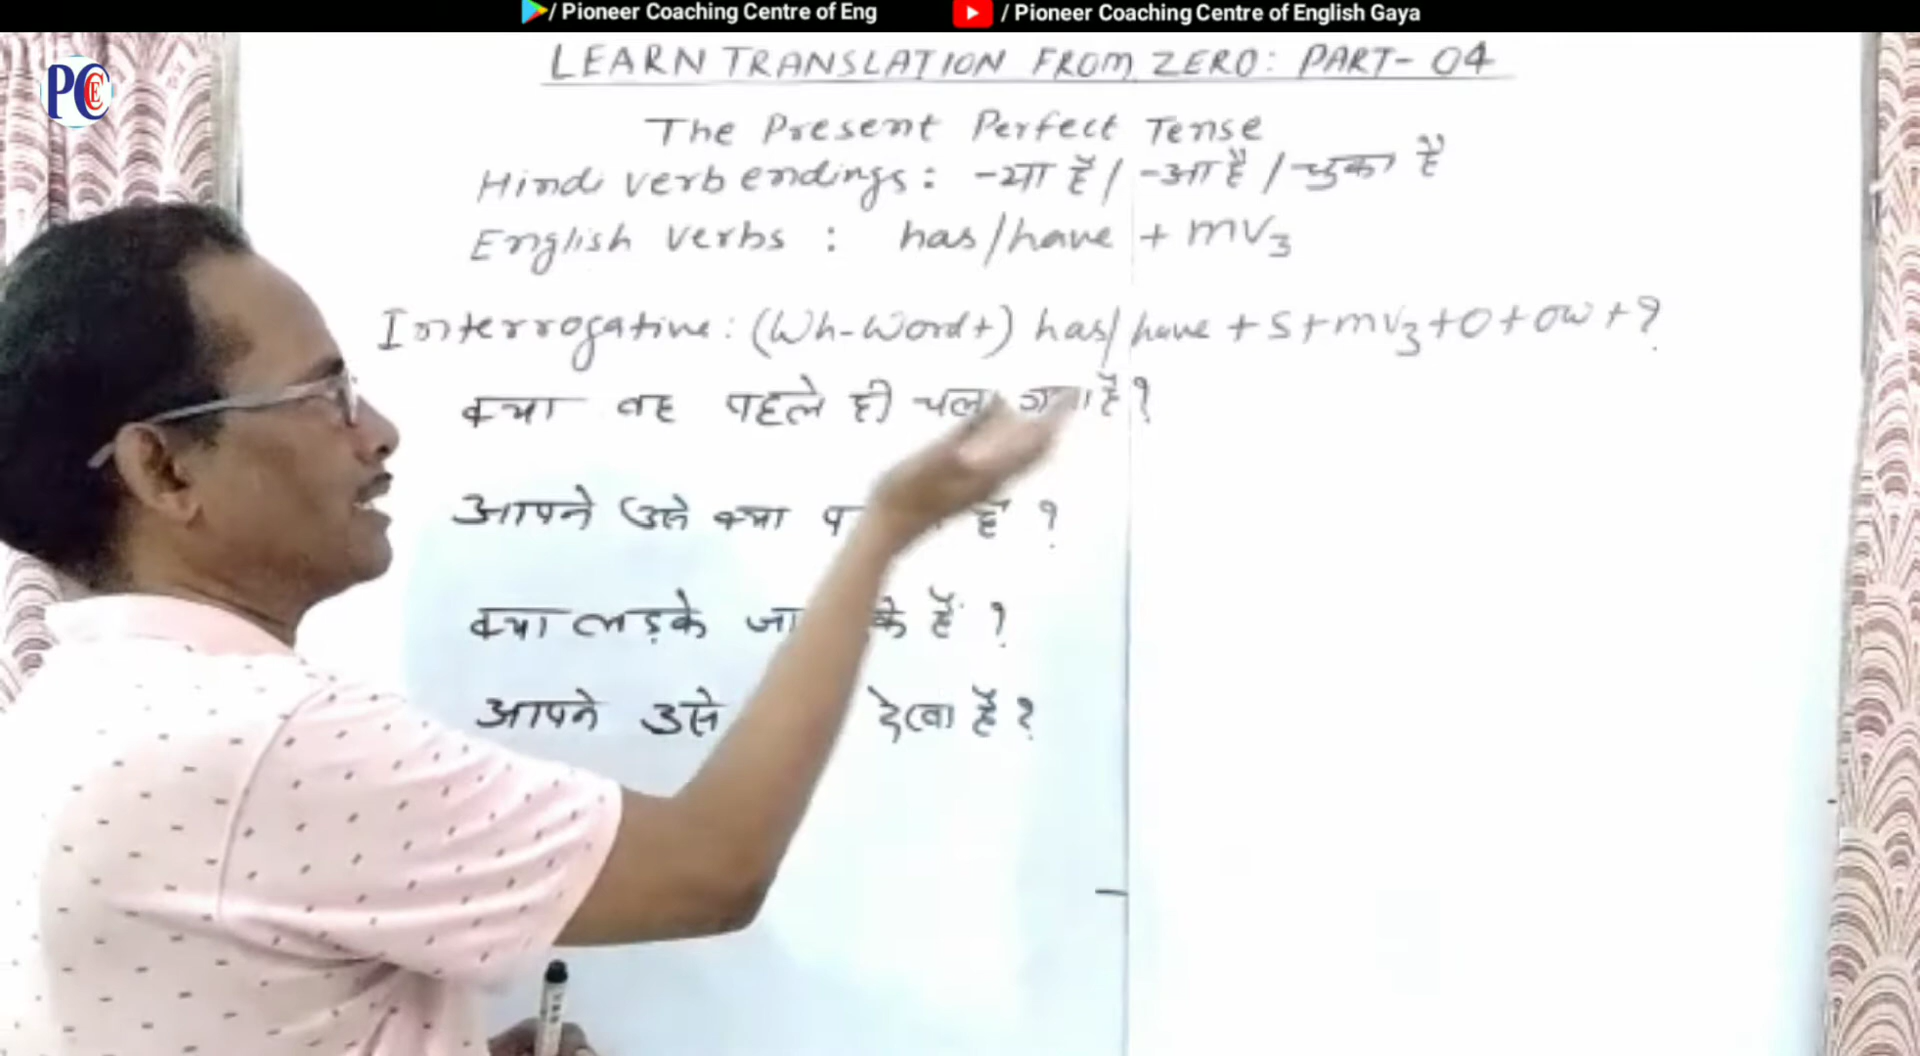 / Pioneer Coaching Centre of Eng
/ Pioneer Coaching Centre of English Gaya
PCCE
LEARN TRANSLATION FROM ZERO: PART- 04
The Present Perfect Tense
Hindi verb endings: -या है / -आ है / चुका है
English verbs : has/have + mv3
Interrogative: (Wh-Word+) has/have + S+mv3+O+ow+?
क्या वह पहले ही चला गया है?
आपने उसे क्या है ?
क्या लड़के हैं ?
आपने उसे देखा है ?